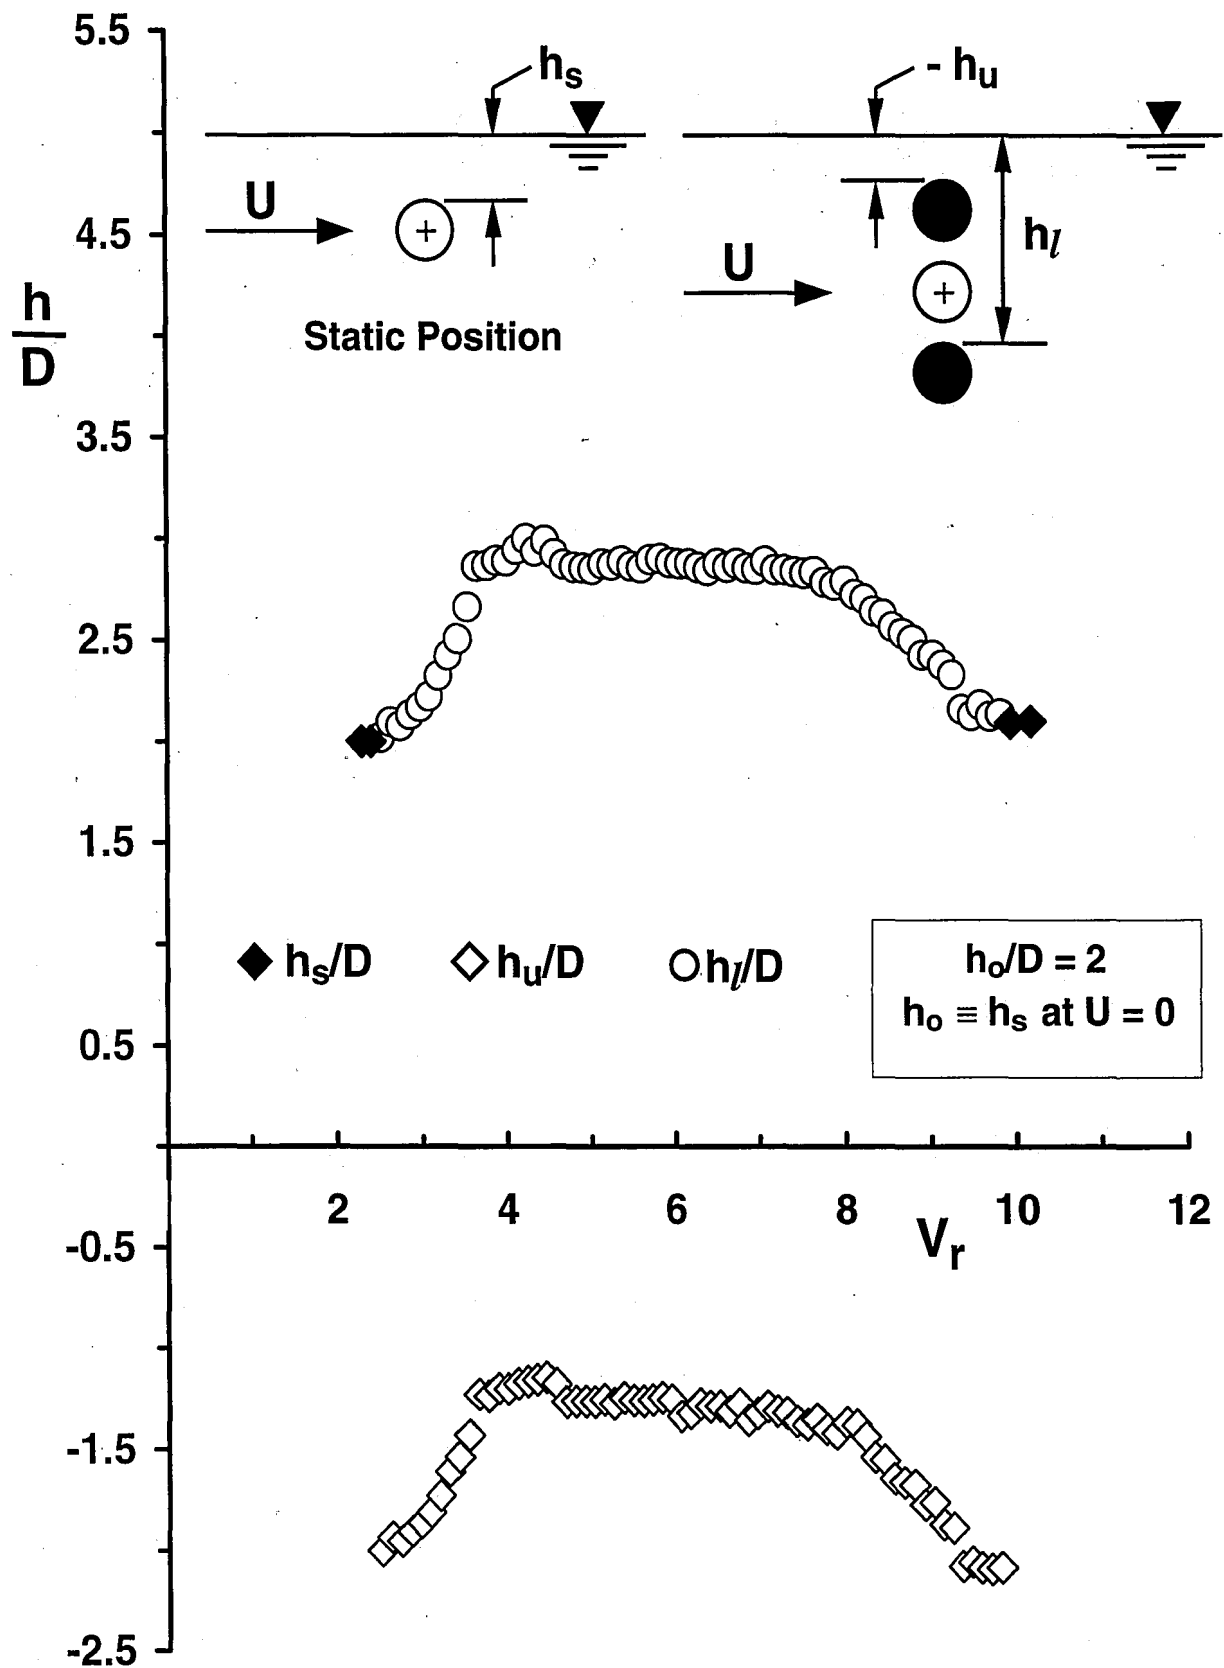 5.5
h_s
- h_u
U
4.5
h_l
U
h
D
Static Position
3.5
2.5
1.5
h_s/D
h_u/D
h_l/D
h_o/D = 2
h_o ≡ h_s at U = 0
0.5
2 4 6 8 10 12
V_r
-0.5
-1.5
-2.5